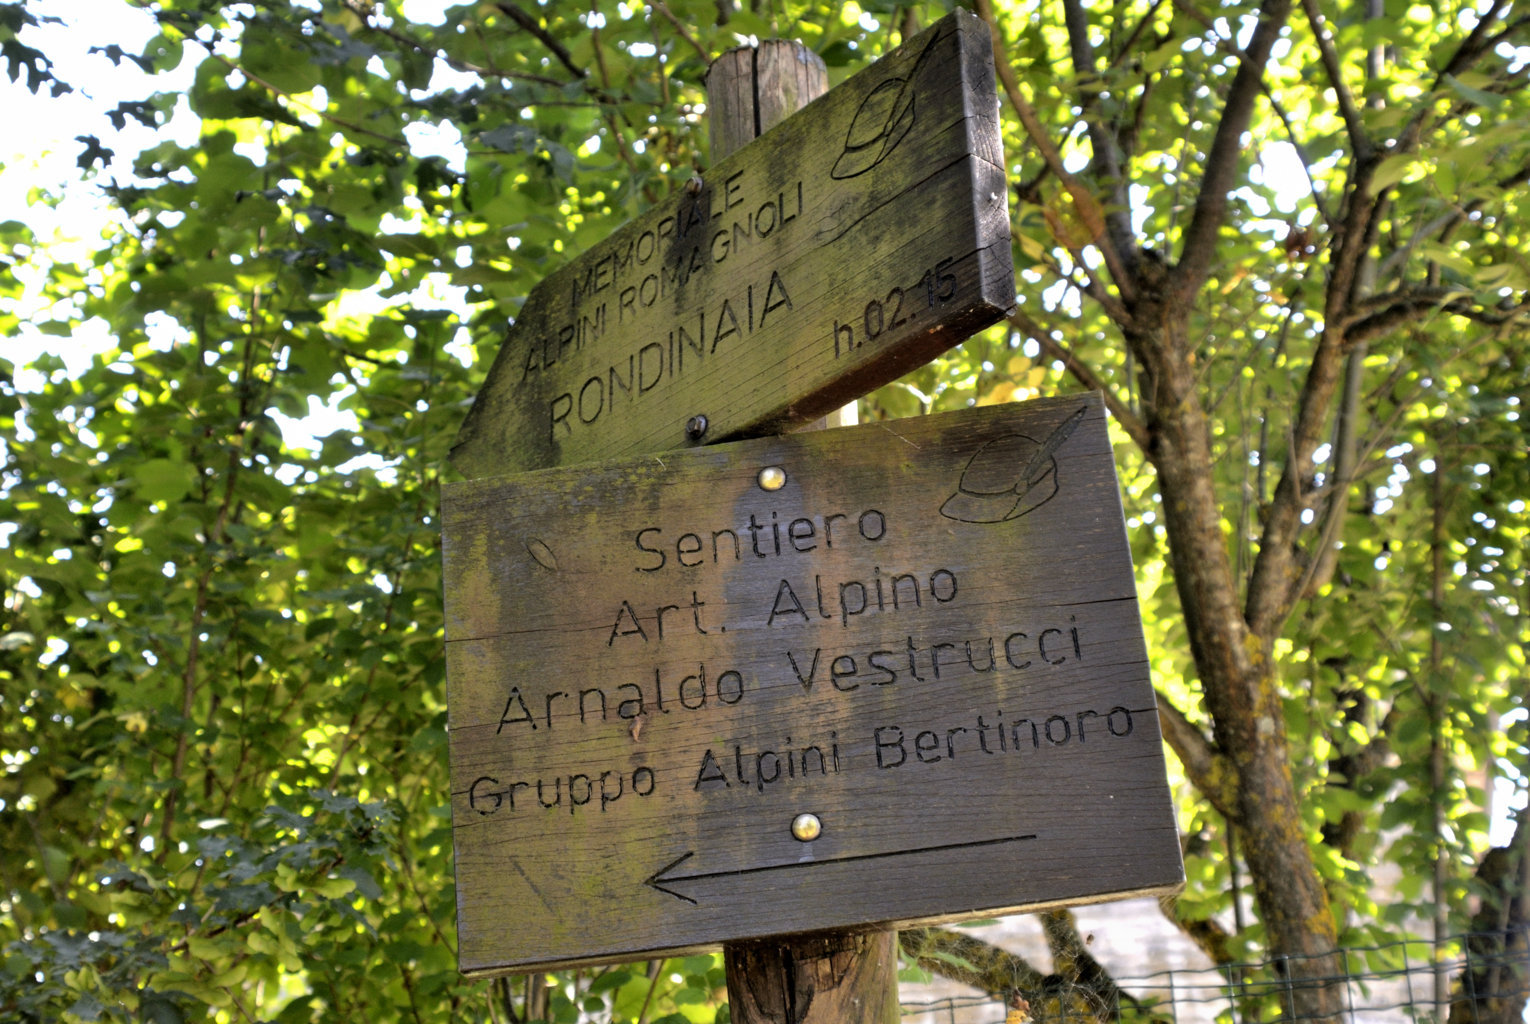 MEMORIALE
ALPINI ROMAGNOLI
RONDINAIA
h.02.15
Sentiero
Art. Alpino
Arnaldo Vestrucci
Gruppo Alpini Bertinoro